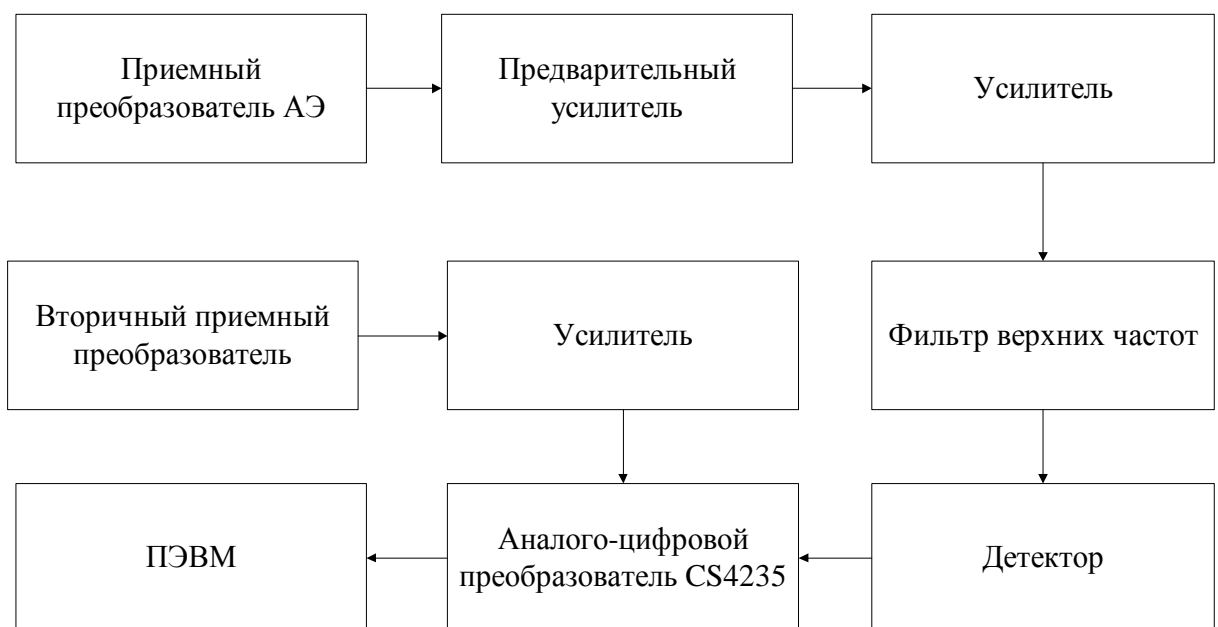 Приемный
преобразователь АЭ
Предварительный
усилитель
Усилитель
Вторичный приемный
преобразователь
Усилитель
Фильтр верхних частот
ПЭВМ
Аналого-цифровой
преобразователь CS4235
Детектор